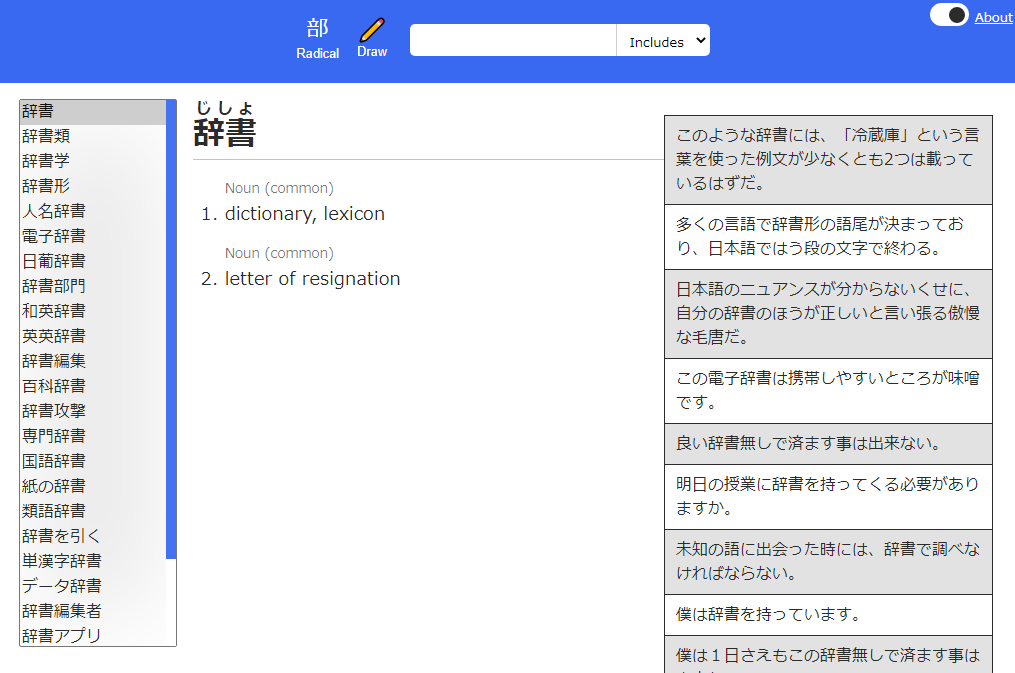 部
Radical
Draw
Includes
About
辞書
辞書類
辞書学
辞書形
人名辞書
電子辞書
日葡辞書
辞書部門
和英辞書
英英辞書
辞書編集
百科辞書
辞書攻撃
専門辞書
国語辞書
紙の辞書
類語辞書
辞書を引く
単漢字辞書
データ辞書
辞書編集者
辞書アプリ
じしょ
辞書
Noun (common)
1. dictionary, lexicon
Noun (common)
2. letter of resignation
このような辞書には、「冷蔵庫」という言
葉を使った例文が少なくとも2つは載って
いるはずだ。
多くの言語で辞書形の語尾が決まってお
り、日本語ではう段の文字で終わる。
日本語のニュアンスが分からないくせに、
自分の辞書のほうが正しいと言い張る傲慢
な毛唐だ。
この電子辞書は携帯しやすいところが味噌
です。
良い辞書無しで済ます事は出来ない。
明日の授業に辞書を持ってくる必要があり
ますか。
未知の語に出会った時には、辞書で調べな
ければならない。
僕は辞書を持っています。
僕は１日さえもこの辞書無しで済ます事は